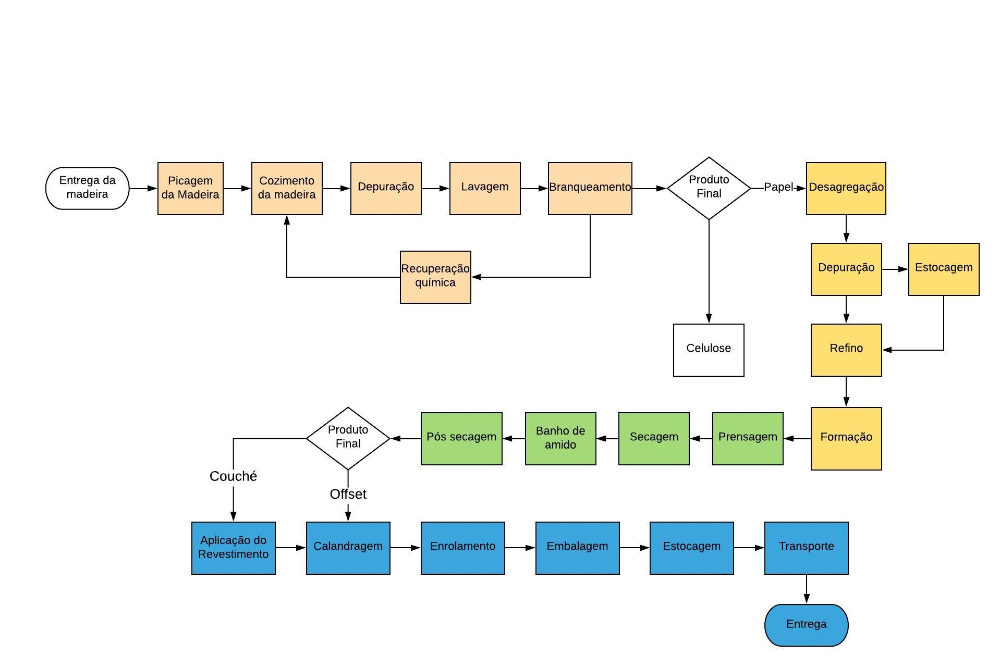 Entrega da
madeira
Picagem
da Madeira
Cozimento
da madeira
Depuração
Lavagem
Branqueamento
Produto
Final
Papel
Desagregação
Recuperação
química
Depuração
Estocagem
Celulose
Refino
Produto
Final
Pós secagem
Banho de
amido
Secagem
Prensagem
Formação
Couché
Offset
Aplicação do
Revestimento
Calandragem
Enrolamento
Embalagem
Estocagem
Transporte
Entrega